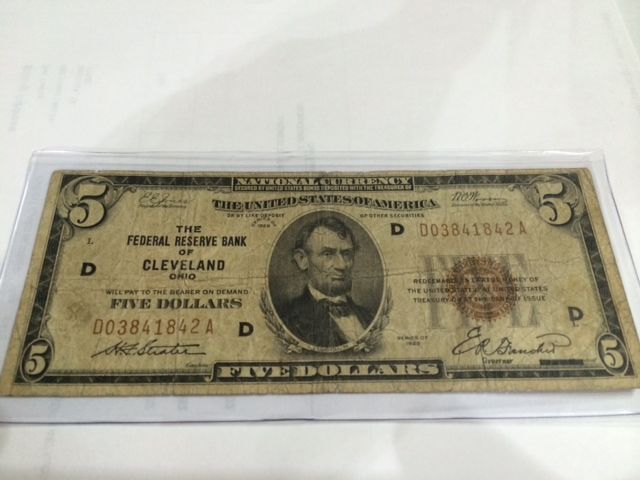 NATIONAL CURRENCY
SECURED BY UNITED STATES BONDS DEPOSITED WITH THE TREASURER OF
THE UNITED STATES OF AMERICA
OR BY LIKE DEPOSIT OF OTHER SECURITIES
5
5
THE
FEDERAL RESERVE BANK
OF
CLEVELAND
OHIO
D
D D03841842A
WILL PAY TO THE BEARER ON DEMAND
FIVE DOLLARS
D03841842A D
REDEEMABLE IN LAWFUL MONEY OF
THE UNITED STATES AT UNITED STATES
TREASURY OR AT THE BANK OF ISSUE
D
SERIES OF
1929
Governor
5
FIVE DOLLARS
5